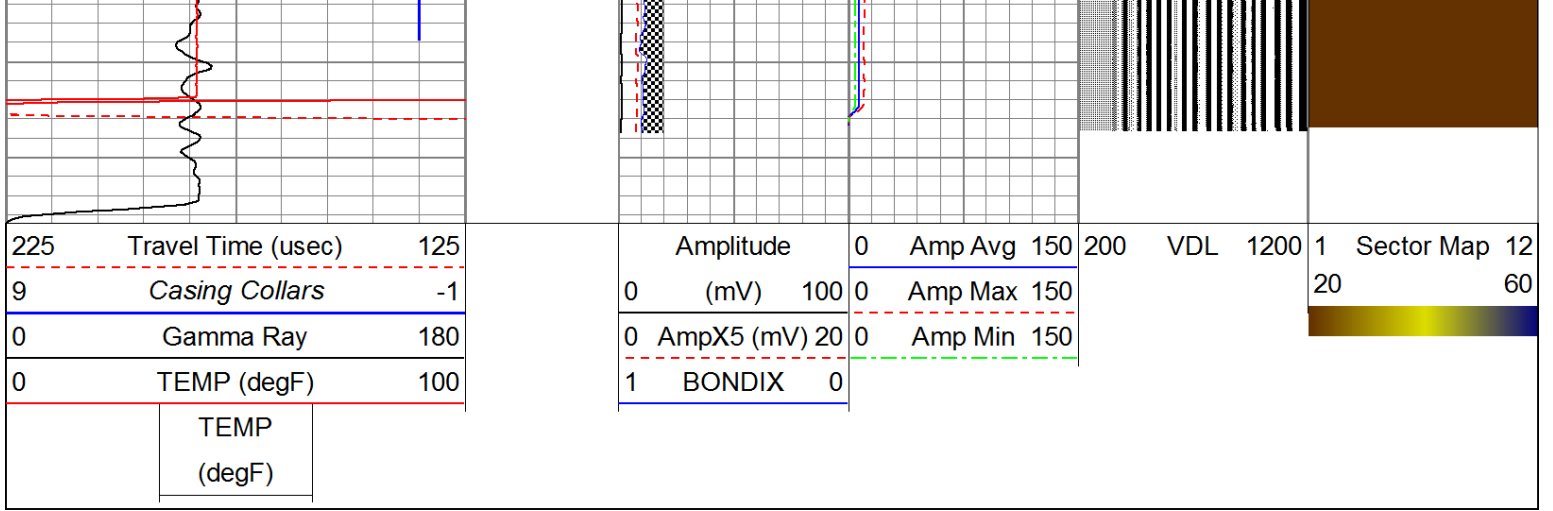 225 Travel Time (usec) 125
9 Casing Collars -1
0 Gamma Ray 180
0 TEMP (degF) 100
TEMP
(degF)
Amplitude
0 (mV) 100
0 AmpX5 (mV) 20
1 BONDIX 0
0 Amp Avg 150
0 Amp Max 150
0 Amp Min 150
200 VDL 1200
1 Sector Map 12
20 60